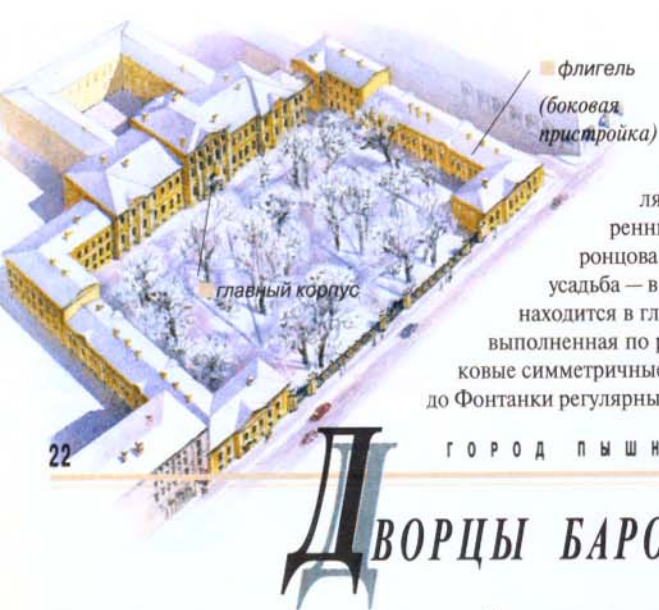 флигель
(боковая
пристройка)
ля
ренн
ронцова
усадьба — в
находится в гл
выполненная по р
ковые симметричные
до Фонтанки регулярны
главный корпус
22
ГОРОД ПЫШН
ДВОРЦЫ БАРО